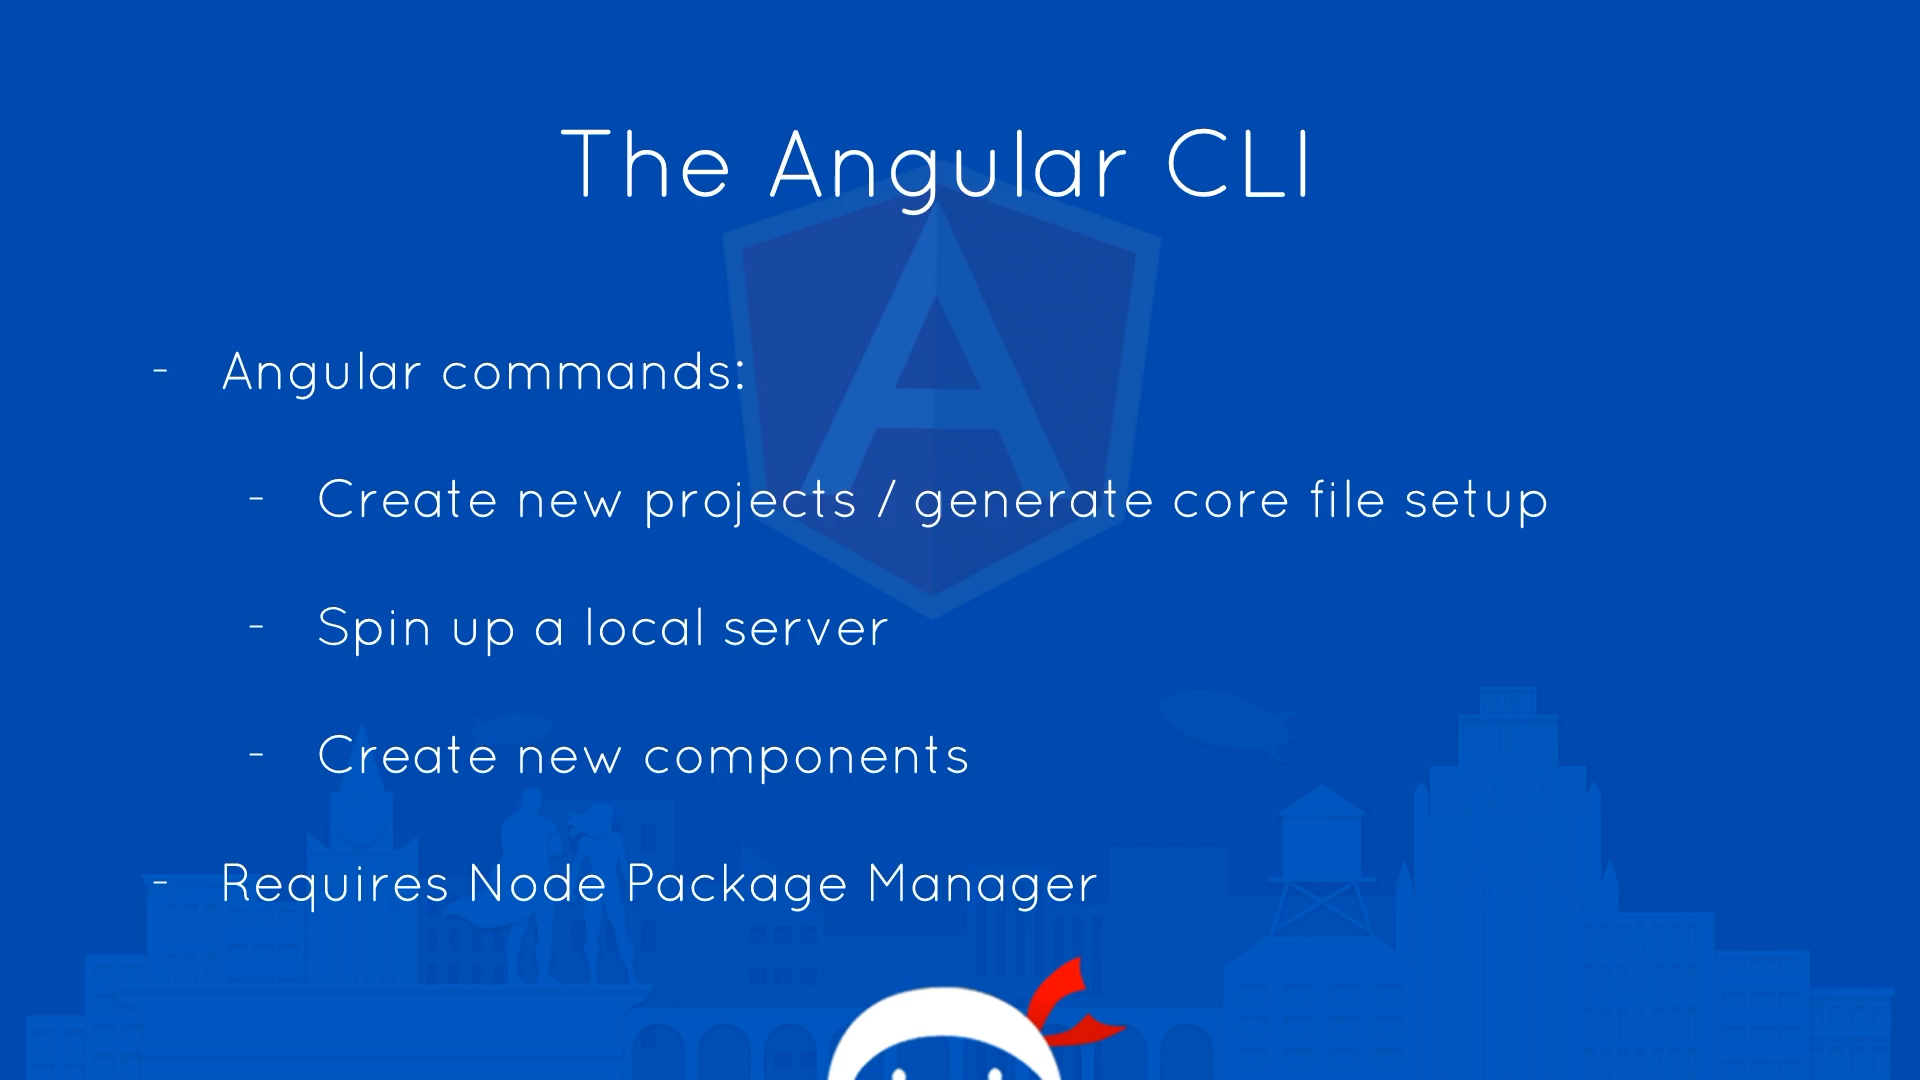 The Angular CLI
- Angular commands:
- Create new projects / generate core file setup
- Spin up a local server
- Create new components
- Requires Node Package Manager